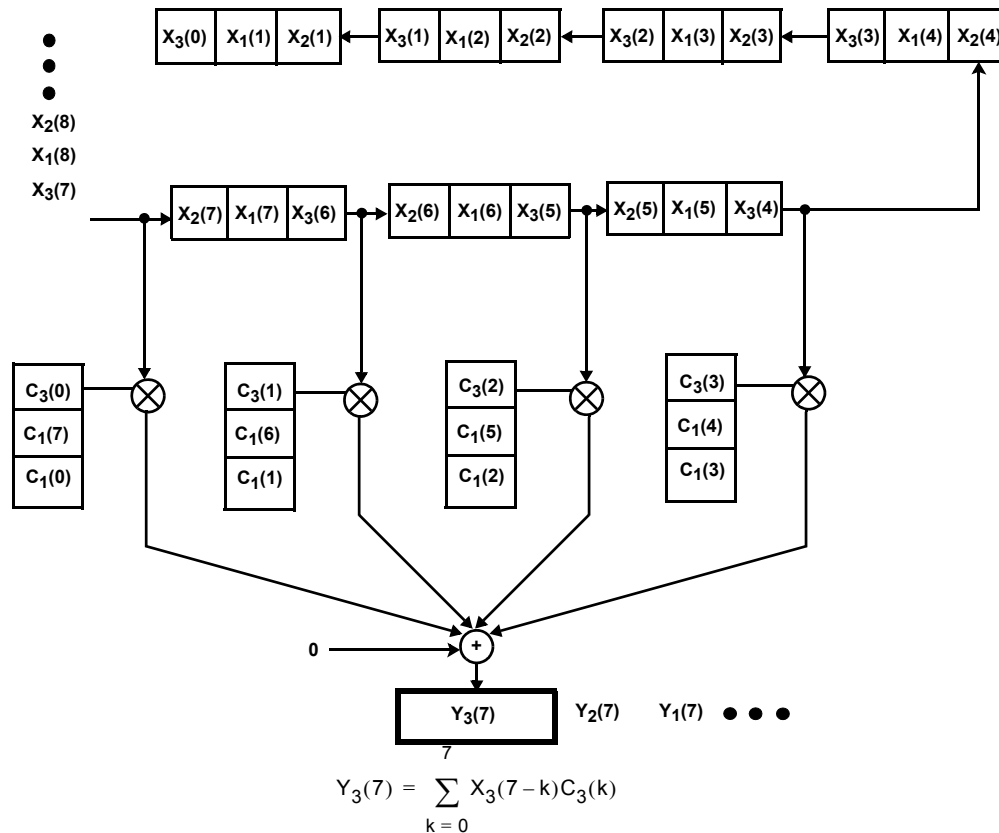 X3(0) X1(1) X2(1) X3(1) X1(2) X2(2) X3(2) X1(3) X2(3) X3(3) X1(4) X2(4)
X2(8)
X1(8)
X3(7)
X2(7) X1(7) X3(6) X2(6) X1(6) X3(5) X2(5) X1(5) X3(4)
C3(0) C3(1) C3(2) C3(3)
C1(7) C1(6) C1(5) C1(4)
C1(0) C1(1) C1(2) C1(3)
0 +
Y3(7) Y2(7) Y1(7)
7
Y3(7) = ∑ X3(7 – k)C3(k)
k = 0